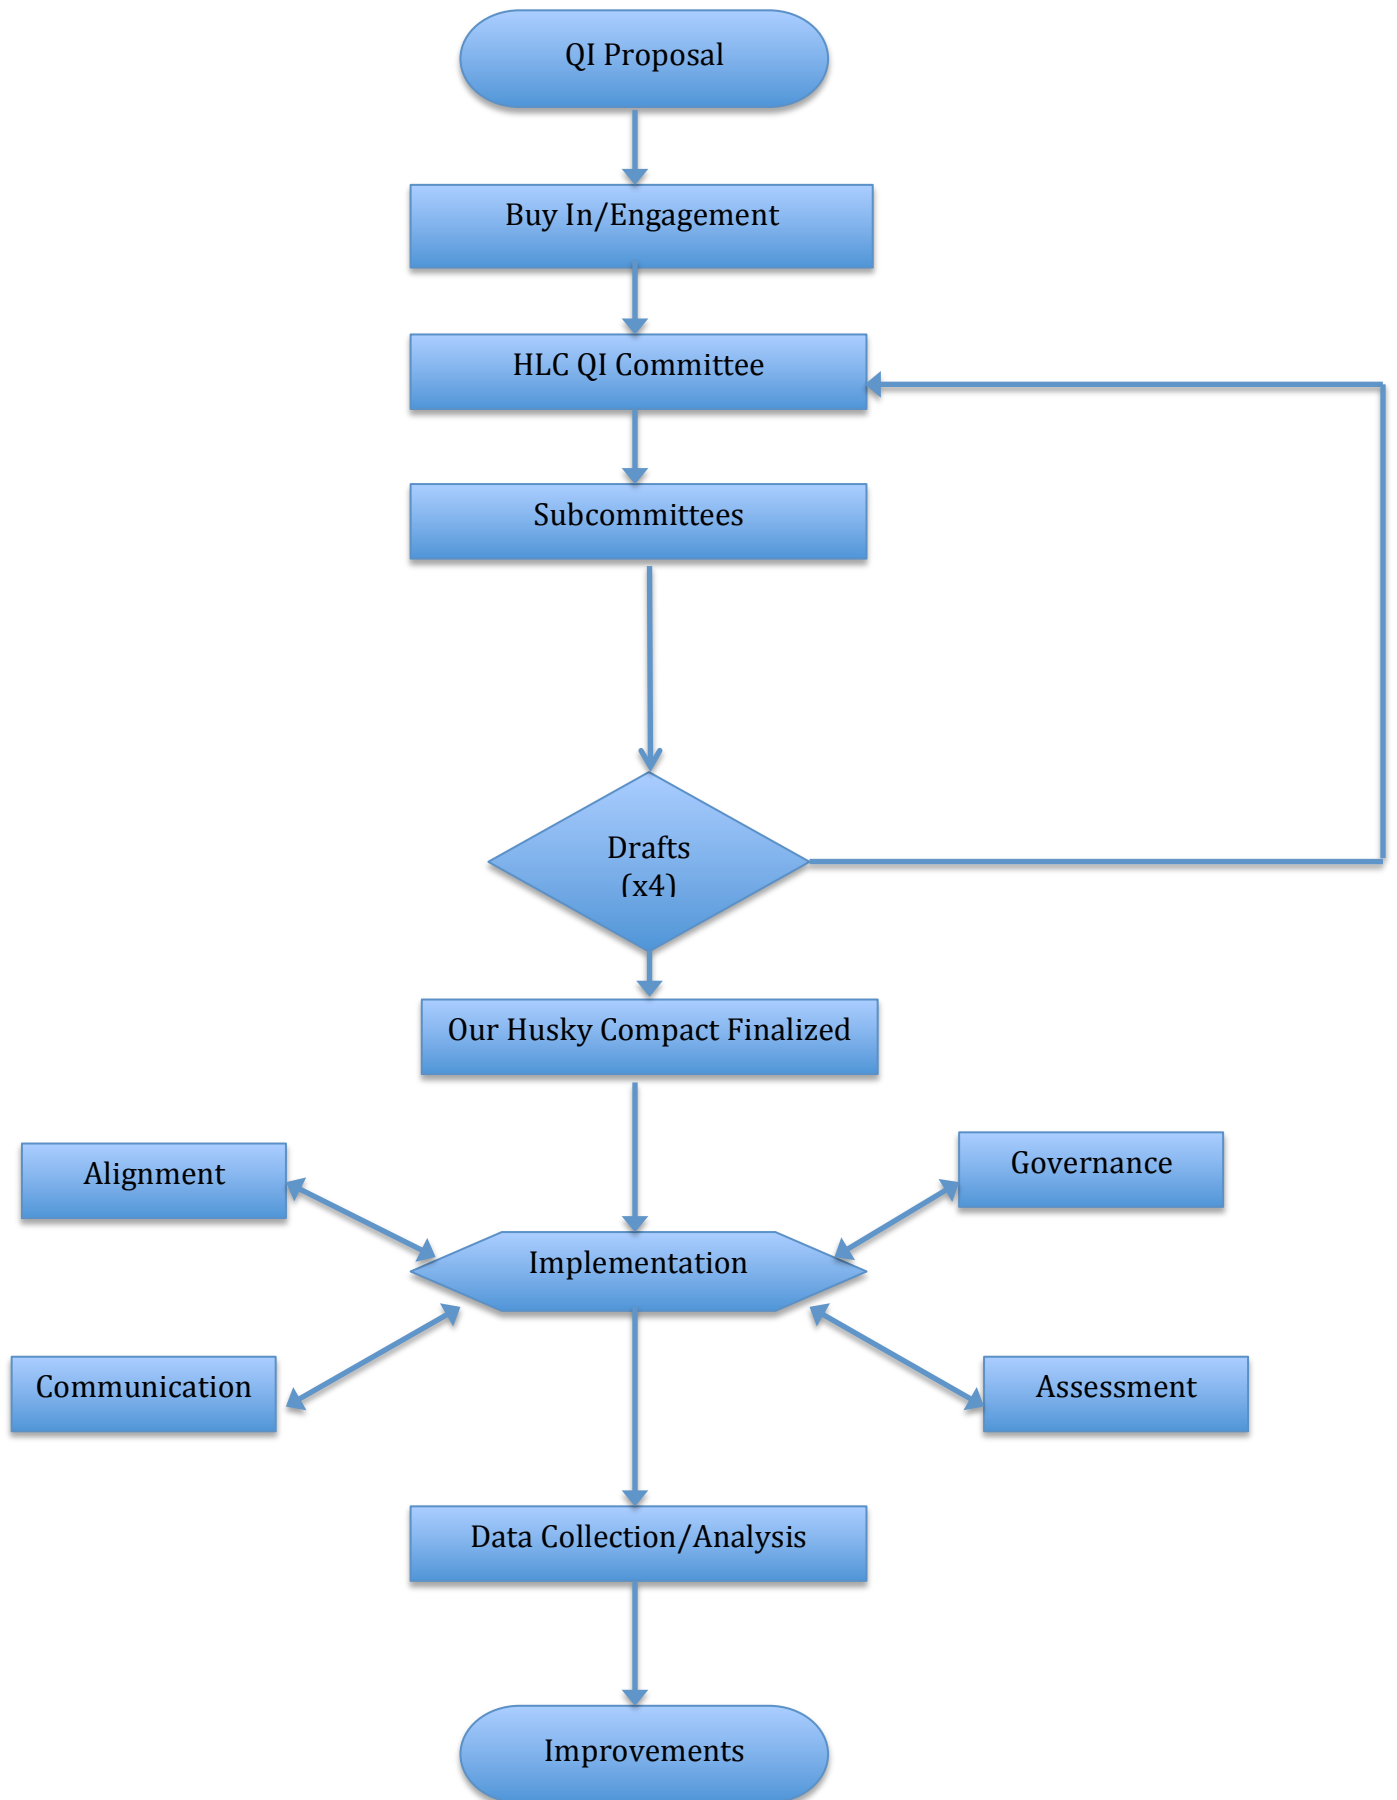 QI Proposal
Buy In/Engagement
HLC QI Committee
Subcommittees
Drafts
(x4)
Our Husky Compact Finalized
Alignment
Governance
Implementation
Communication
Assessment
Data Collection/Analysis
Improvements